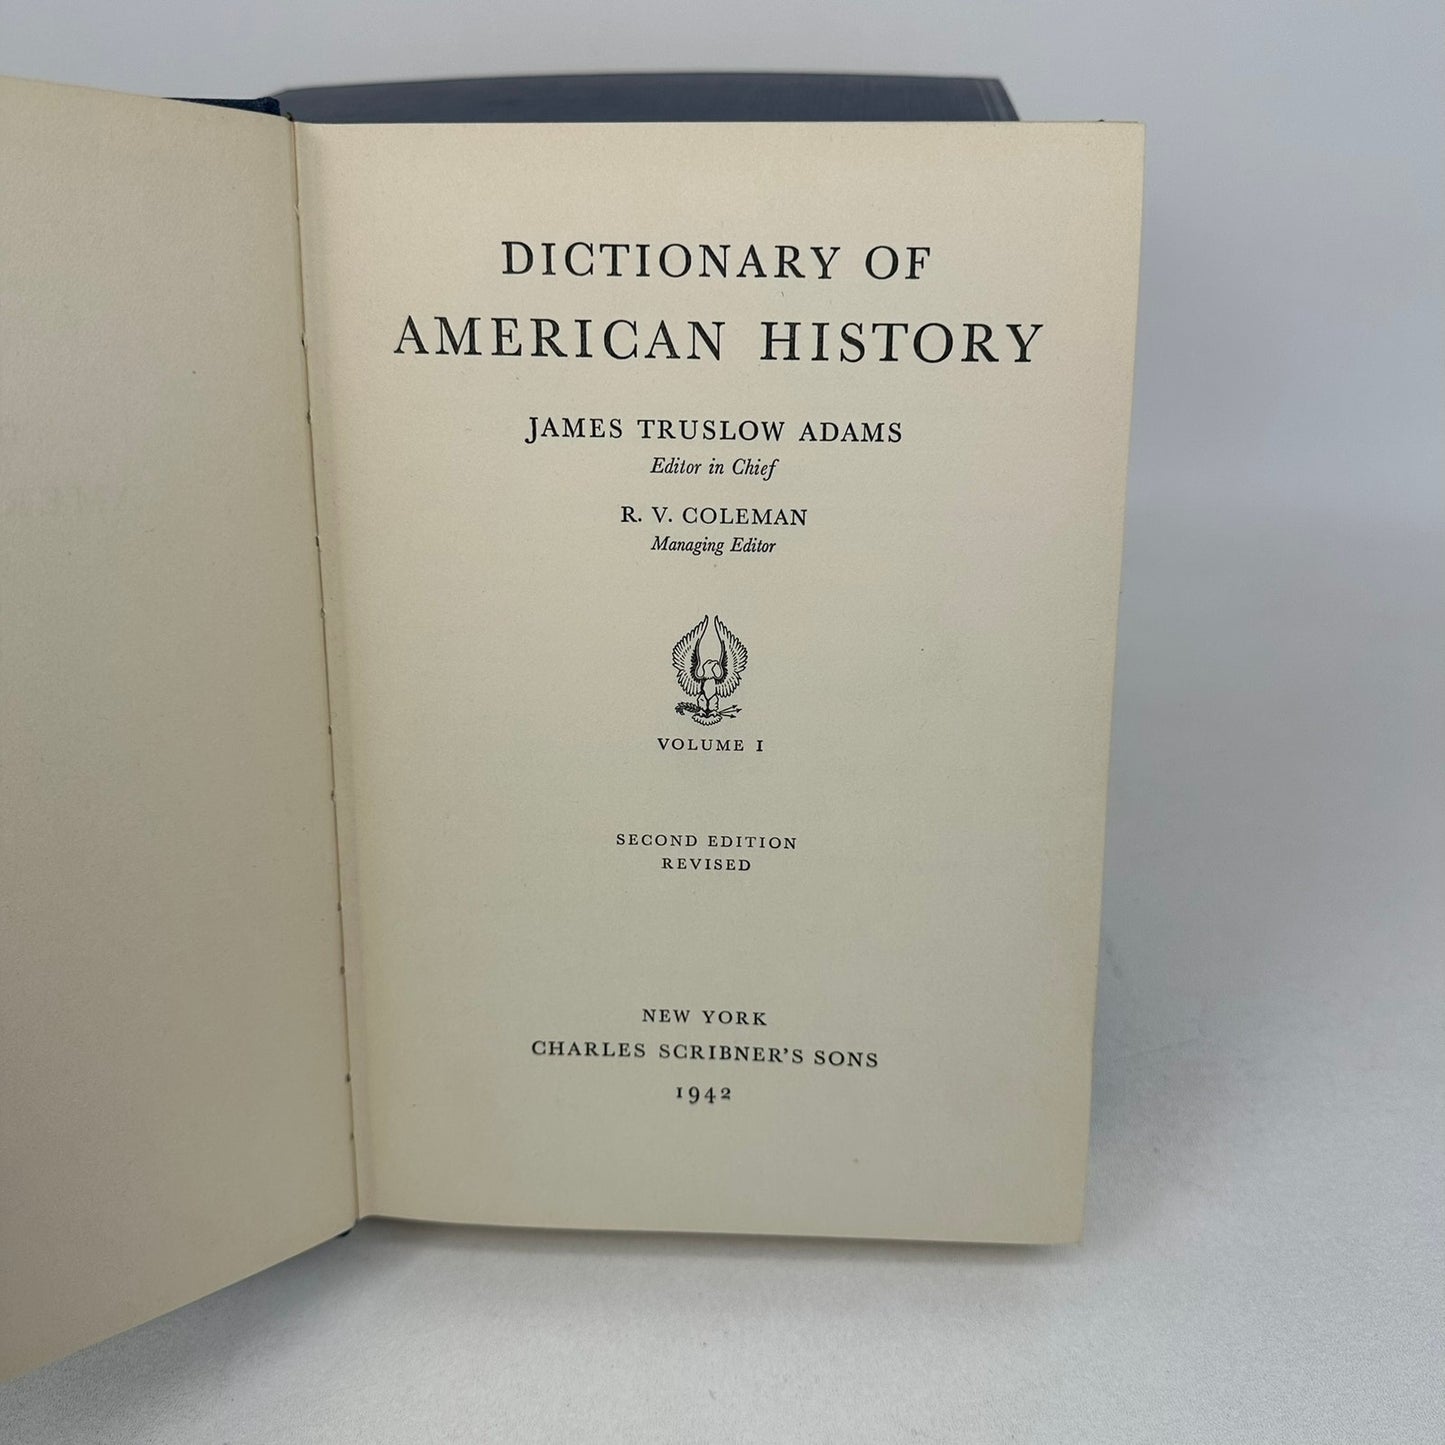 DICTIONARY OF
AMERICAN HISTORY
JAMES TRUSLOW ADAMS
Editor in Chief
R. V. COLEMAN
Managing Editor
VOLUME I
SECOND EDITION
REVISED
NEW YORK
CHARLES SCRIBNER'S SONS
1942